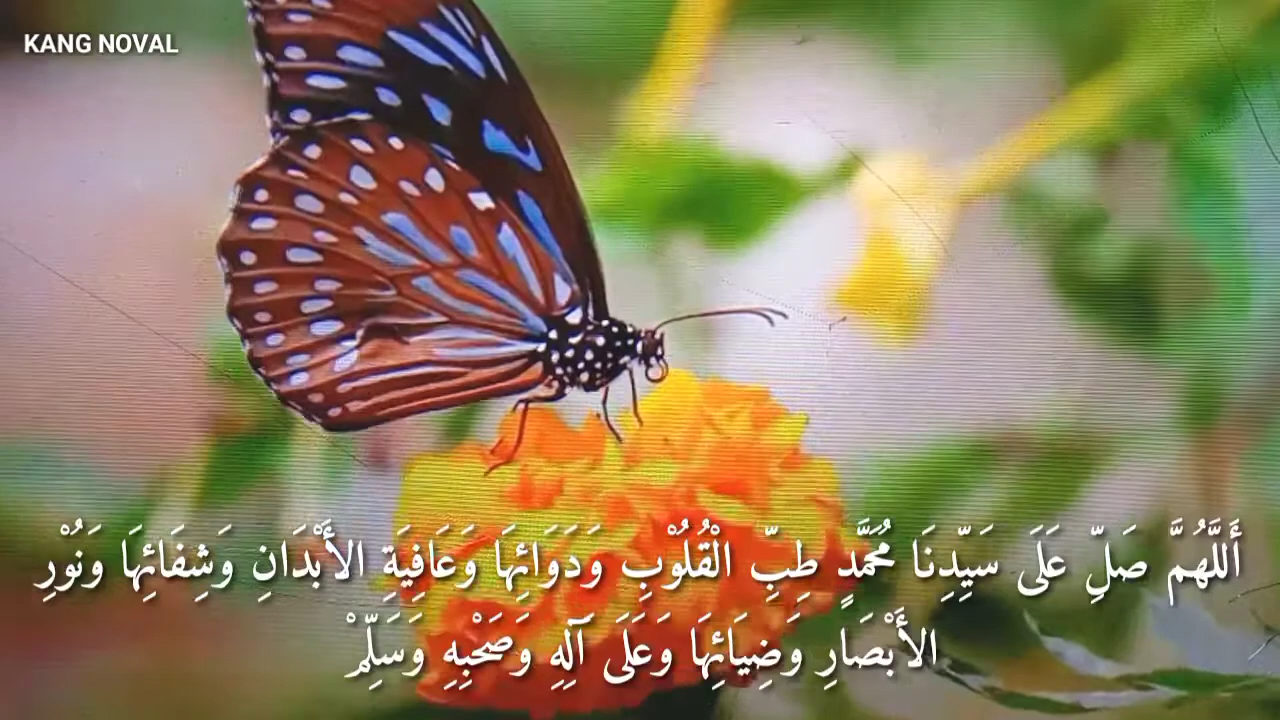 KANG NOVAL
أَللَّهُمَّ صَلِّ عَلَى سَيِّدِنَا مُحَمَّدٍ طِبِّ الْقُلُوْبِ وَدَوَائِهَا وَعَافِيَةِ الأَبْدَانِ وَشِفَائِهَا وَنُوْرِ
الأَبْصَارِ وَضِيَائِهَا وَعَلَى آلِهِ وَصَحْبِهِ وَسَلِّمْ